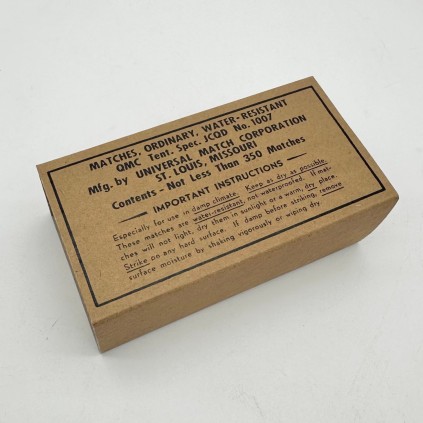 MATCHES, ORDINARY, WATER-RESISTANT
QMC Tent. Spec. JCQD No. 1007
Mfg. by UNIVERSAL MATCH CORPORATION
ST. LOUIS, MISSOURI
Contents - Not Less Than 350 Matches
IMPORTANT INSTRUCTIONS
Especially for use in damp climate. Keep as dry as possible.
These matches are water-resistant, not waterproofed. If mat-
ches will not light, dry them in sunlight or a warm, dry place.
Strike on any hard surface. If damp before striking, remove
surface moisture by shaking vigorously or wiping dry